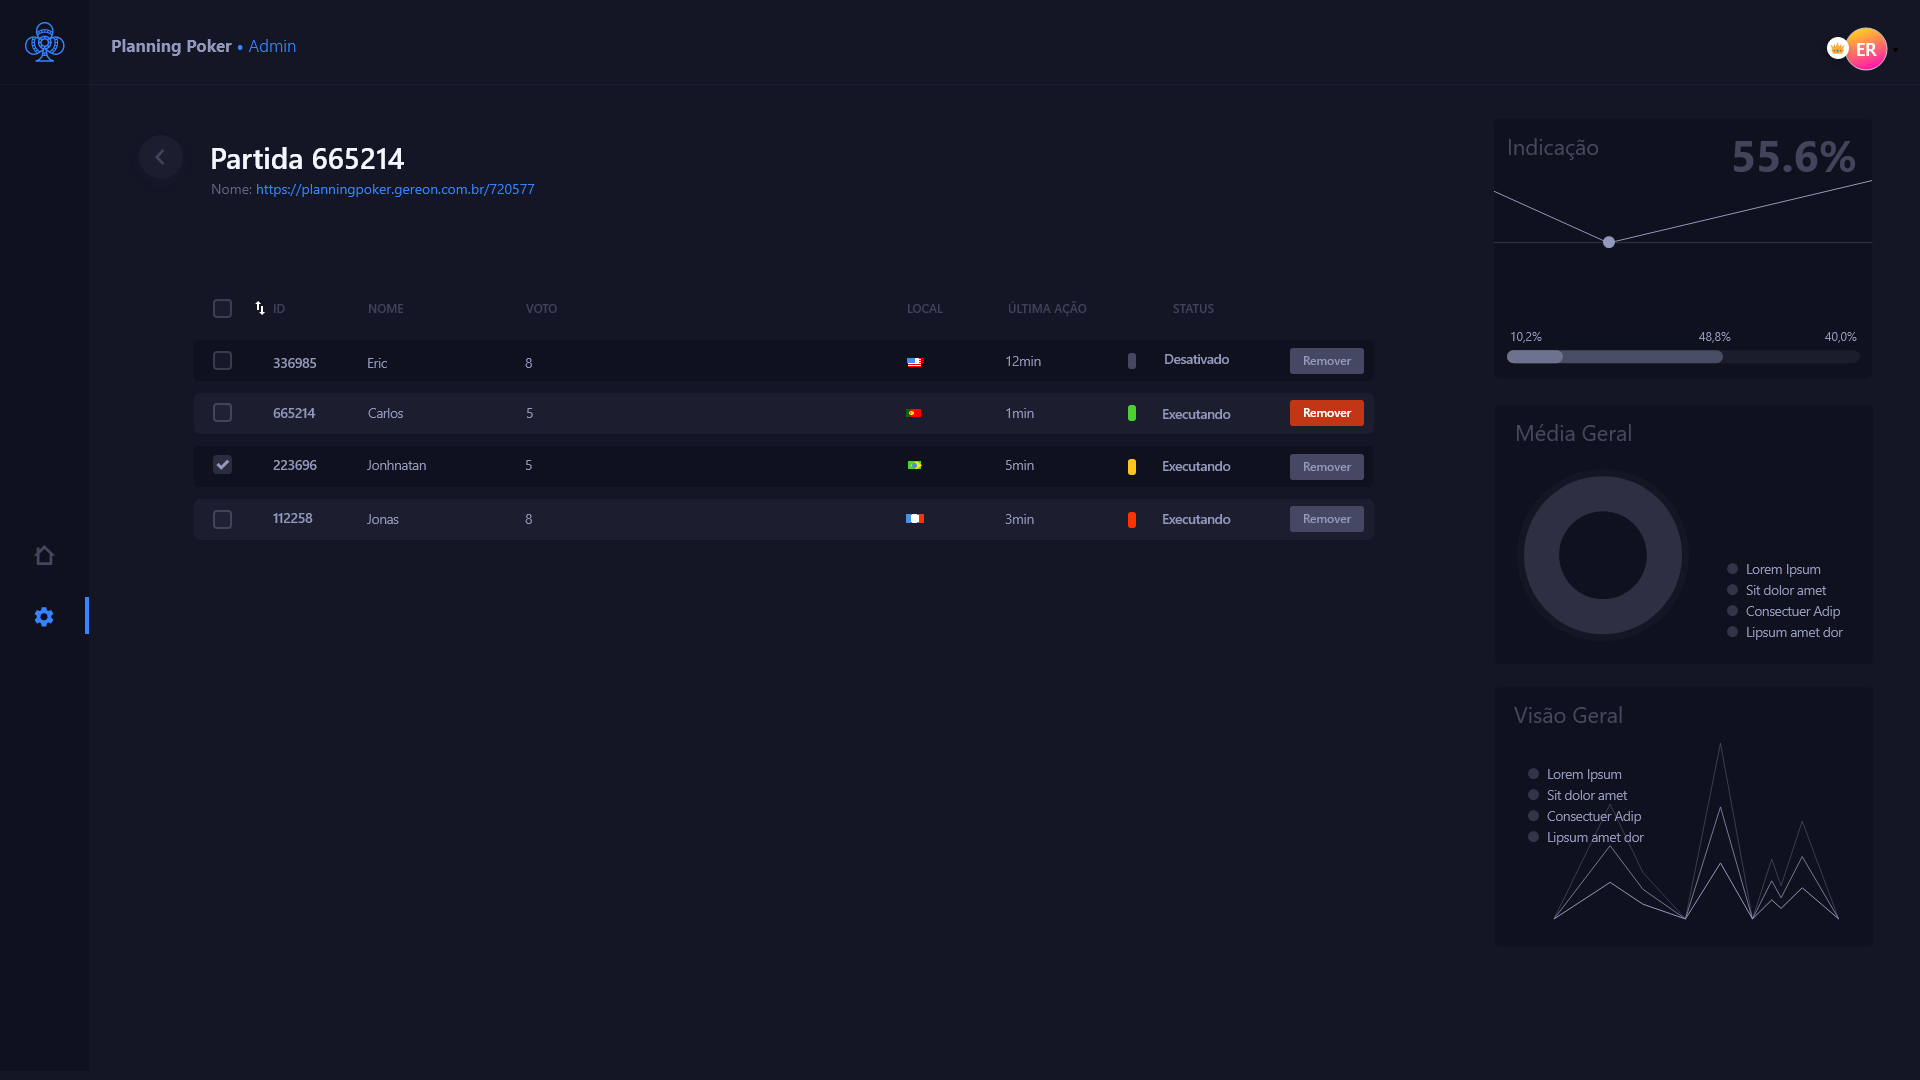 Planning Poker • Admin
ER
Partida 665214
Nome: https://planningpoker.gereon.com.br/720577
ID NOME VOTO LOCAL ÚLTIMA AÇÃO STATUS
336985 Eric 8 12min Desativado Remover
665214 Carlos 5 1min Executando Remover
223696 Jonhnatan 5 5min Executando Remover
112258 Jonas 8 3min Executando Remover
Indicação 55.6%
10,2% 48,8% 40,0%
Média Geral
Lorem Ipsum
Sit dolor amet
Consectuer Adip
Lipsum amet dor
Visão Geral
Lorem Ipsum
Sit dolor amet
Consectuer Adip
Lipsum amet dor